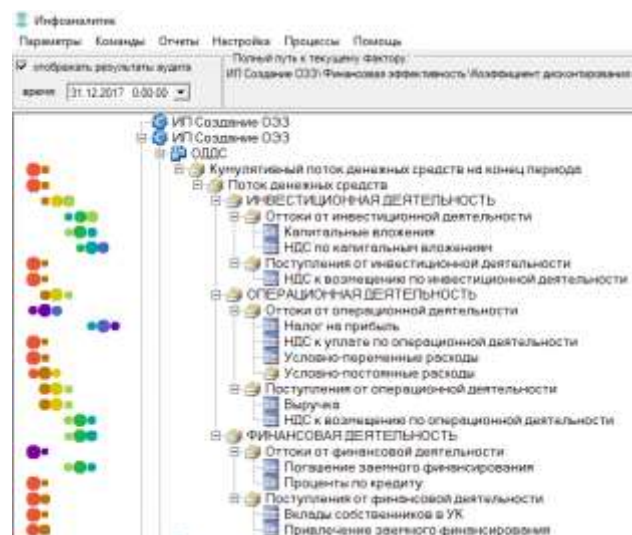 Инфоаналитик
Параметры Команды Отчеты Настройка Процессы Помощь
отображать результаты аудита
Полный путь к текущему фактору:
ИП Создание ОЭЗ\ Финансовая эффективность \Коэффициент дисконтирования
время 31.12.2017 0:00:00
ИП Создание ОЭЗ
ИП Создание ОЭЗ
ОДДС
Кумулятивный поток денежных средств на конец периода
Поток денежных средств
ИНВЕСТИЦИОННАЯ ДЕЯТЕЛЬНОСТЬ
Оттоки от инвестиционной деятельности
Капитальные вложения
НДС по капитальным вложениям
Поступления от инвестиционной деятельности
НДС к возмещению по инвестиционной деятельности
ОПЕРАЦИОННАЯ ДЕЯТЕЛЬНОСТЬ
Оттоки от операционной деятельности
Налог на прибыль
НДС к уплате по операционной деятельности
Условно-переменные расходы
Условно-постоянные расходы
Поступления от операционной деятельности
Выручка
НДС к возмещению по операционной деятельности
ФИНАНСОВАЯ ДЕЯТЕЛЬНОСТЬ
Оттоки от финансовой деятельности
Погашение заемного финансирования
Проценты по кредиту
Поступления от финансовой деятельности
Вклады собственников в УК
Привлечение заемного финансирования